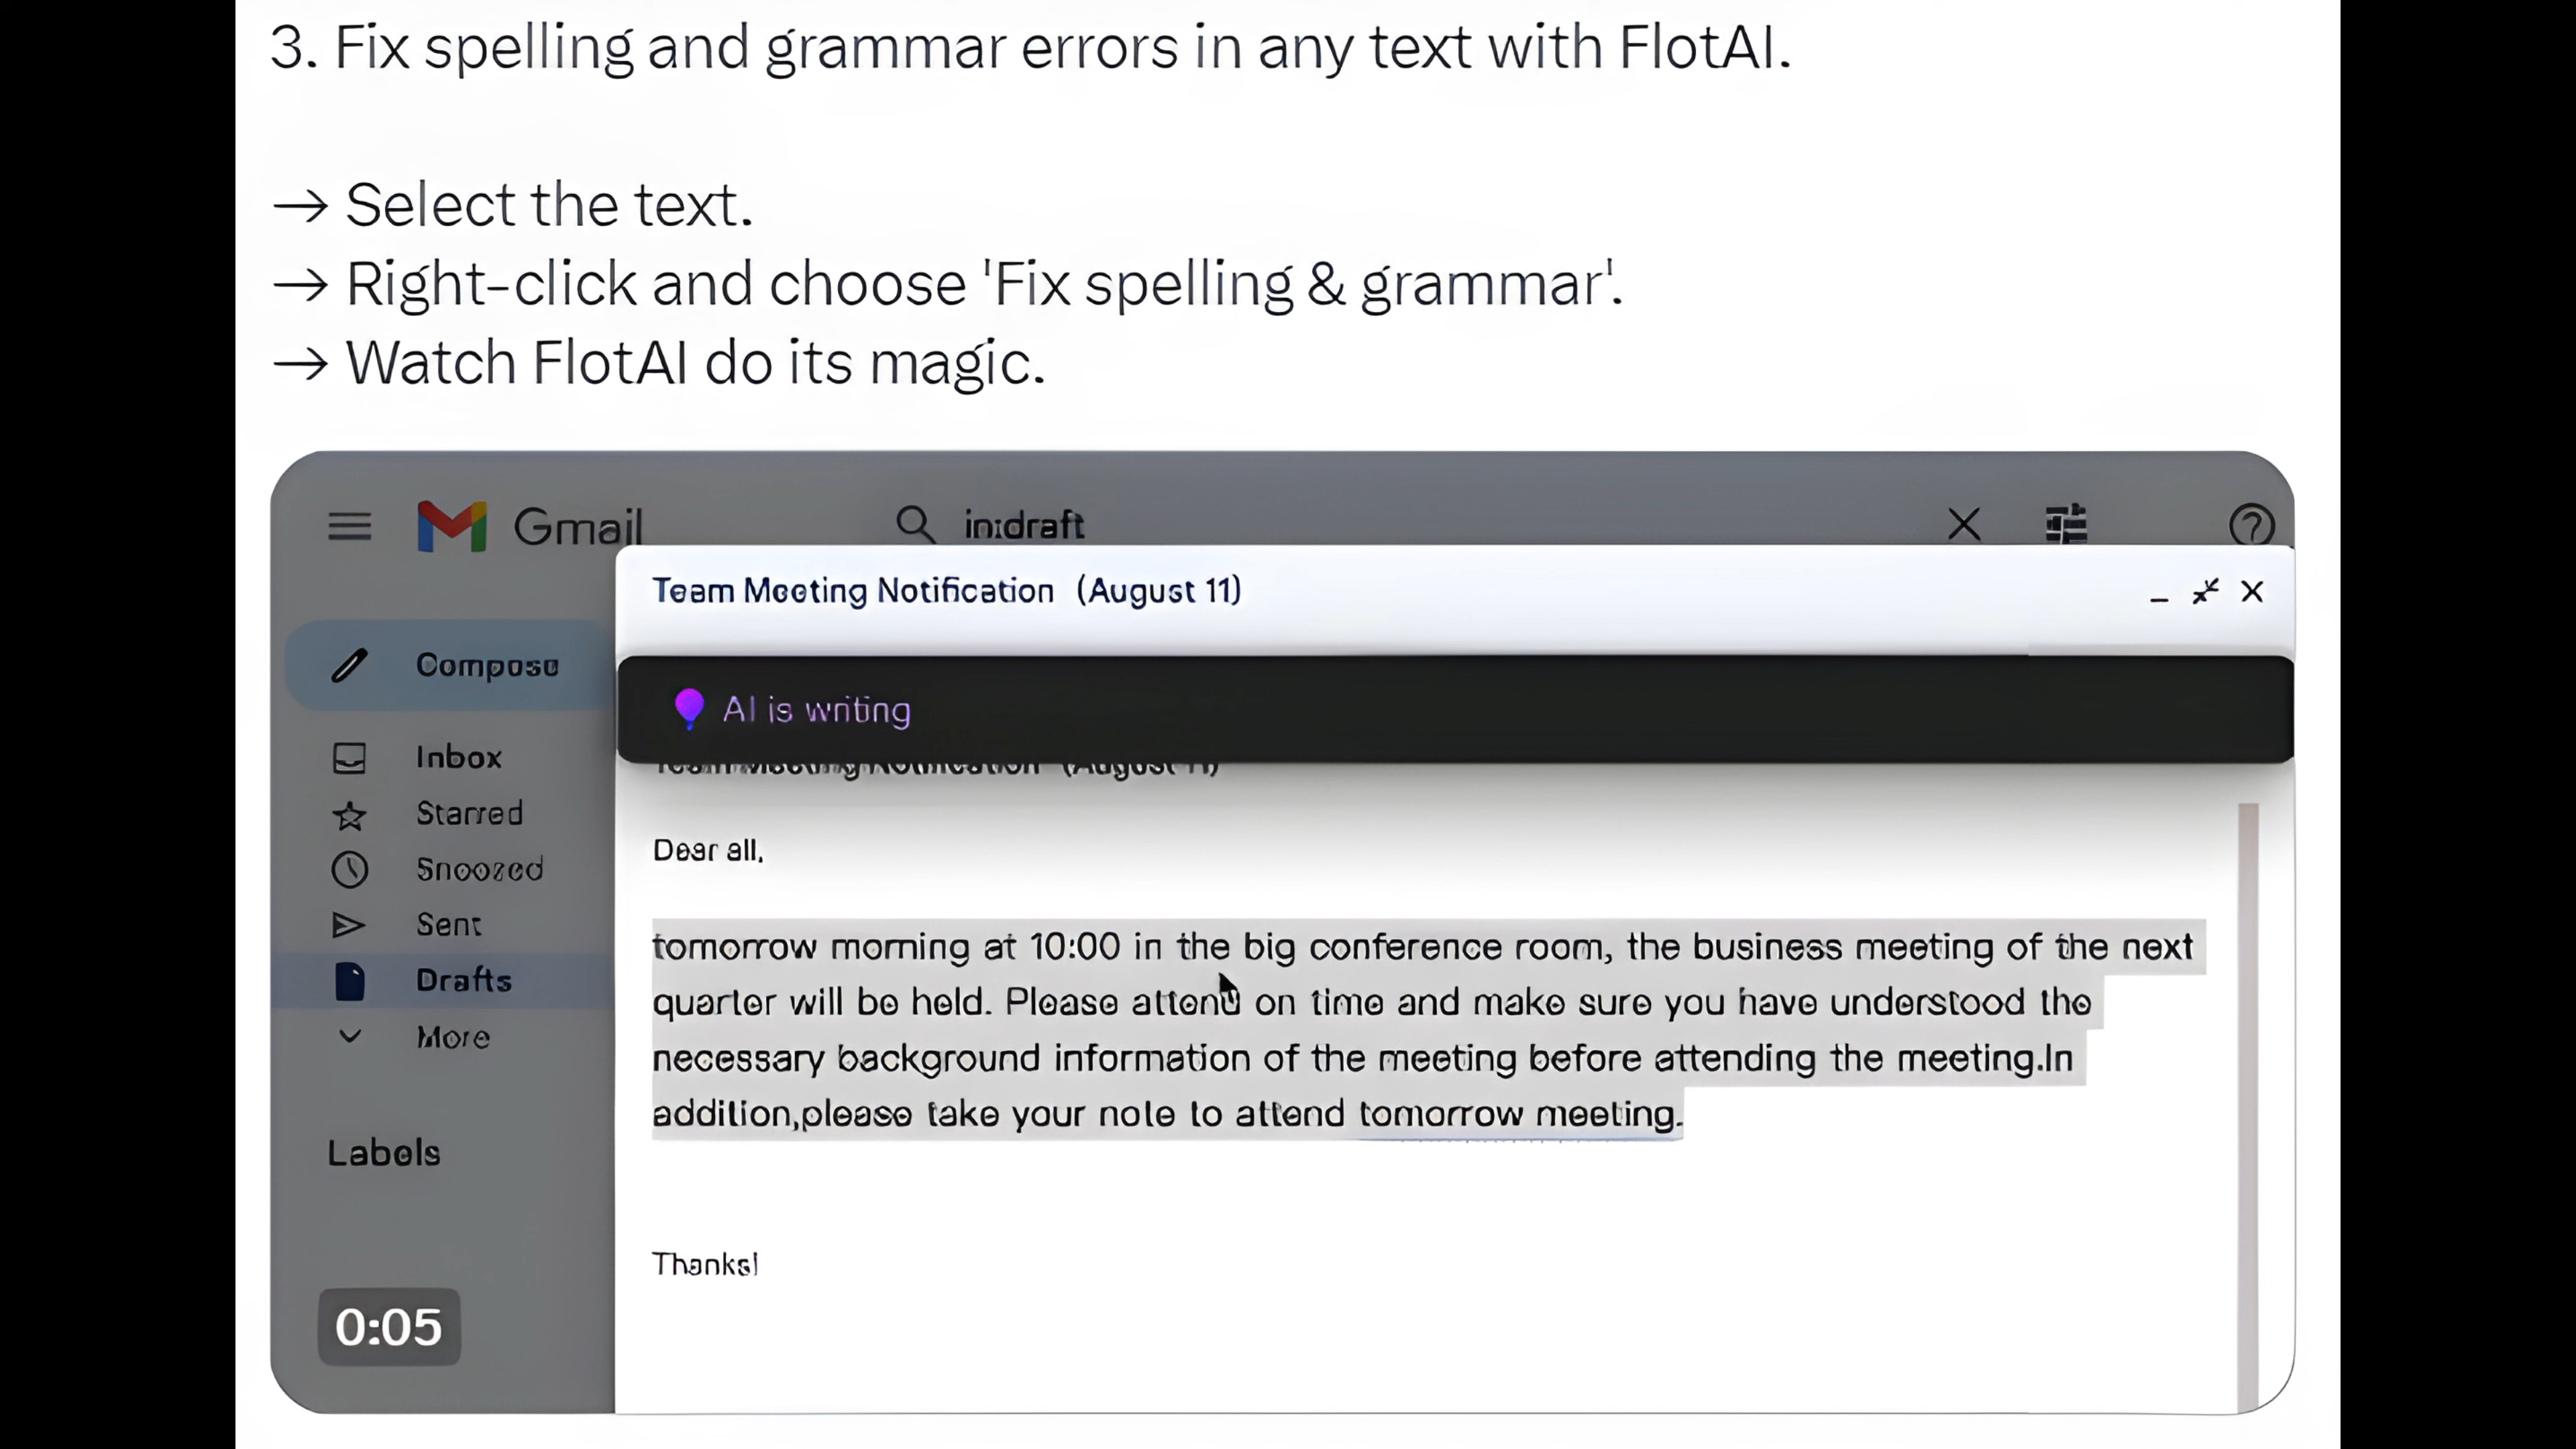 3. Fix spelling and grammar errors in any text with FlotAI.
→ Select the text.
→ Right-click and choose 'Fix spelling & grammar'.
→ Watch FlotAI do its magic.
Gmail
in:draft
Team Meeting Notification (August 11)
Compose
AI is writing
Inbox
Team Meeting Notification (August 11)
Starred
Dear all,
Snoozed
Sent
tomorrow morning at 10:00 in the big conference room, the business meeting of the next
Drafts
quarter will be held. Please attend on time and make sure you have understood the
More
necessary background information of the meeting before attending the meeting.In
addition,please take your note to attend tomorrow meeting.
Labels
Thanks!
0:05